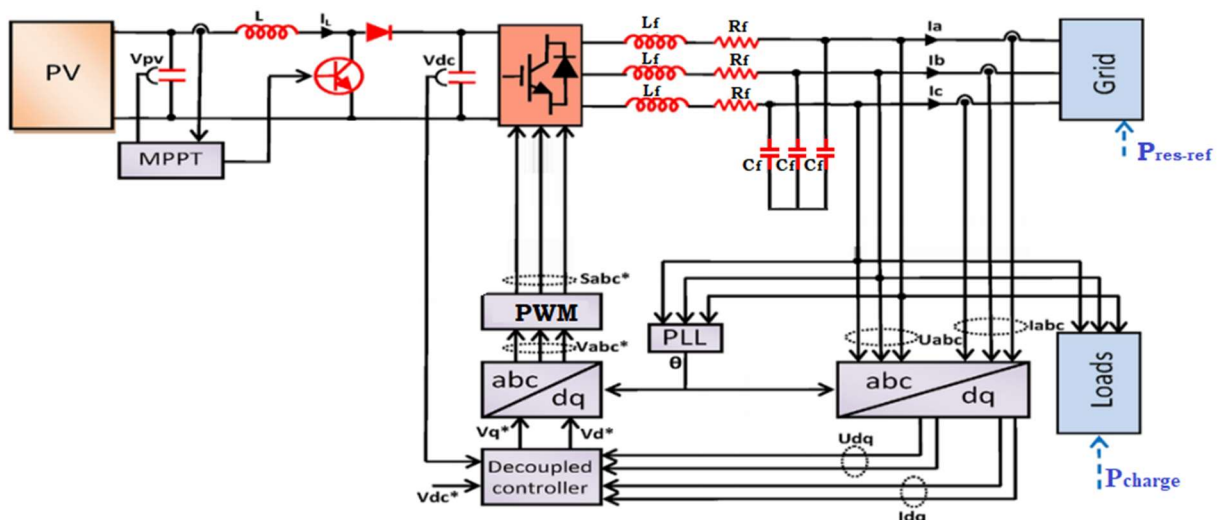 PV
Vpv
L
IL
Vdc
MPPT
Lf
Rf
Lf
Rf
Lf
Rf
Cf
Cf
Cf
Ia
Ib
Ic
Grid
Pres-ref
Sabc*
PWM
Vabc*
abc
dq
Vq*
Vd*
Decoupled
controller
Vdc*
PLL
θ
Uabc
Iabc
abc
dq
Udq
Idq
Loads
Pcharge